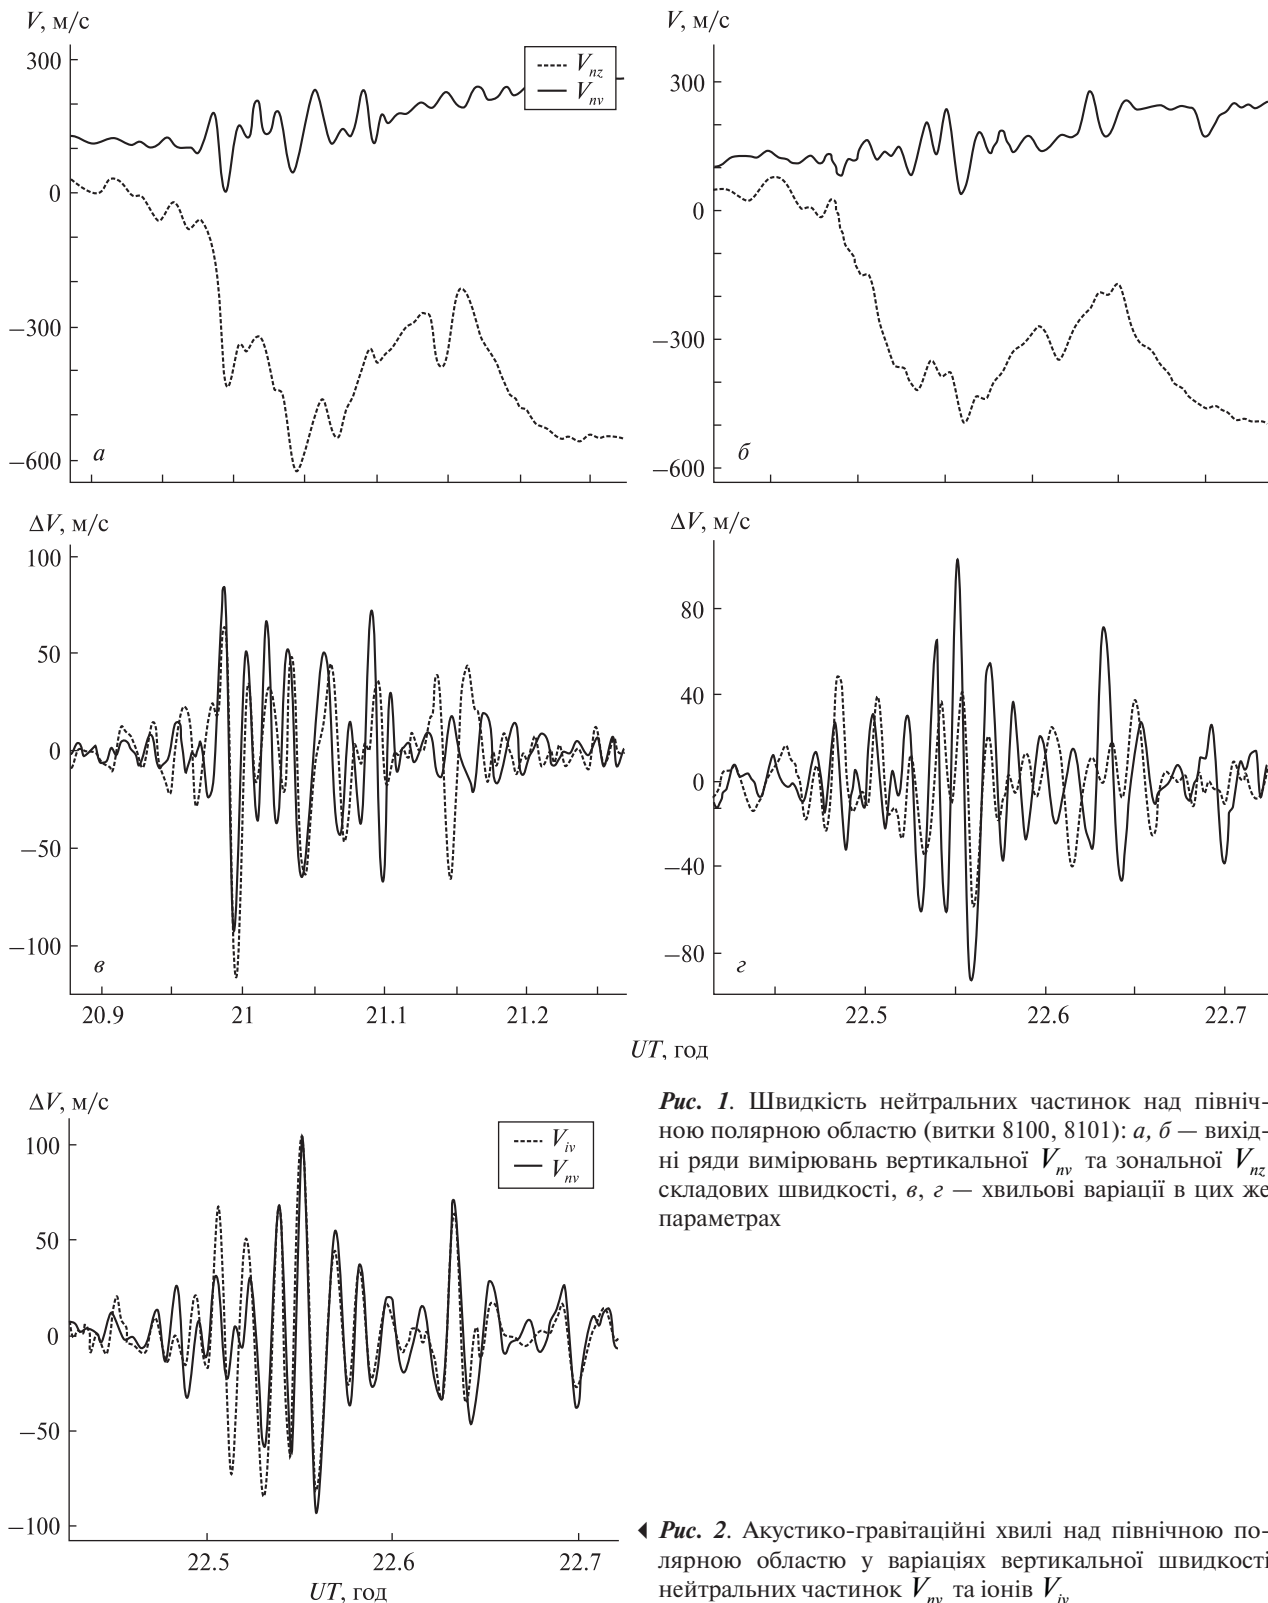 V, м/с
300
0
−300
−600
V_nz
V_nv
а
V, м/с
300
0
−300
−600
б
ΔV, м/с
100
50
0
−50
−100
в
20.9 21 21.1 21.2
ΔV, м/с
80
40
0
−40
−80
г
22.5 22.6 22.7
UT, год
ΔV, м/с
100
50
0
−50
−100
V_iv
V_nv
22.5 22.6 22.7
UT, год
Рис. 1. Швидкість нейтральних частинок над північ-
ною полярною областю (витки 8100, 8101): а, б — вихід-
ні ряди вимірювань вертикальної V_nv та зональної V_nz
складових швидкості, в, г — хвильові варіації в цих же
параметрах
Рис. 2. Акустико-гравітаційні хвилі над північною по-
лярною областю у варіаціях вертикальної швидкості
нейтральних частинок V_nv та іонів V_iv